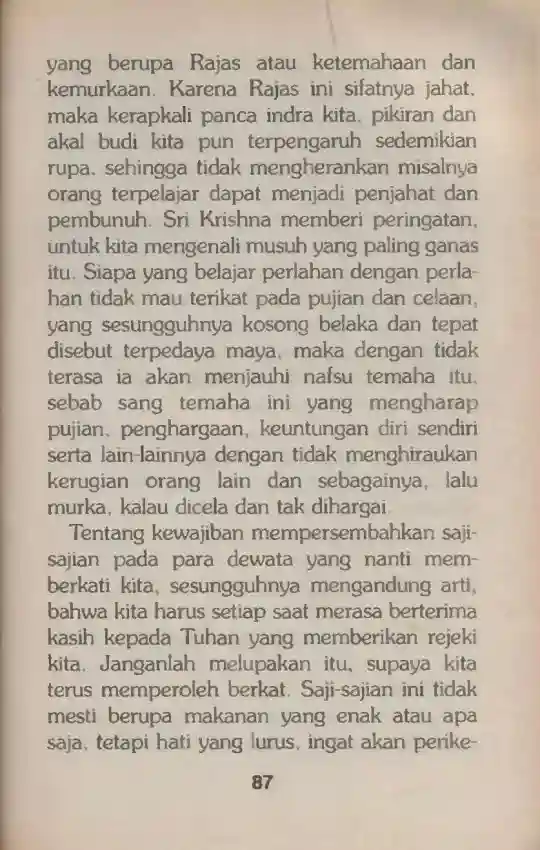 yang berupa Rajas atau ketemahaan dan
kemurkaan. Karena Rajas ini sifatnya jahat,
maka kerapkali panca indra kita, pikiran dan
akal budi kita pun terpengaruh sedemikian
rupa, sehingga tidak mengherankan misalnya
orang terpelajar dapat menjadi penjahat dan
pembunuh. Sri Krishna memberi peringatan,
untuk kita mengenali musuh yang paling ganas
itu. Siapa yang belajar perlahan dengan perla-
han tidak mau terikat pada pujian dan celaan,
yang sesungguhnya kosong belaka dan tepat
disebut terpedaya maya, maka dengan tidak
terasa ia akan menjauhi nafsu temaha itu,
sebab sang temaha ini yang mengharap
pujian, penghargaan, keuntungan diri sendiri
serta lain-lainnya dengan tidak menghiraukan
kerugian orang lain dan sebagainya, lalu
murka, kalau dicela dan tak dihargai.
Tentang kewajiban mempersembahkan saji-
sajian pada para dewata yang nanti mem-
berkati kita, sesungguhnya mengandung arti,
bahwa kita harus setiap saat merasa berterima
kasih kepada Tuhan yang memberikan rejeki
kita. Janganlah melupakan itu, supaya kita
terus memperoleh berkat. Saji-sajian ini tidak
mesti berupa makanan yang enak atau apa
saja, tetapi hati yang lurus, ingat akan perike-
87